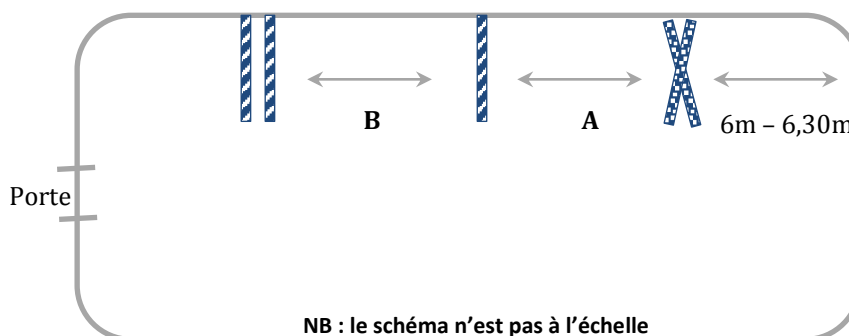 B
A
6m – 6,30m
Porte
NB : le schéma n'est pas à l'échelle